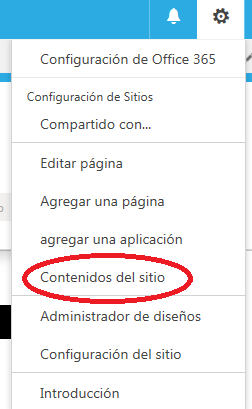 Configuración de Office 365
Configuración de Sitios
Compartido con...
Editar página
Agregar una página
agregar una aplicación
Contenidos del sitio
Administrador de diseños
Configuración del sitio
Introducción